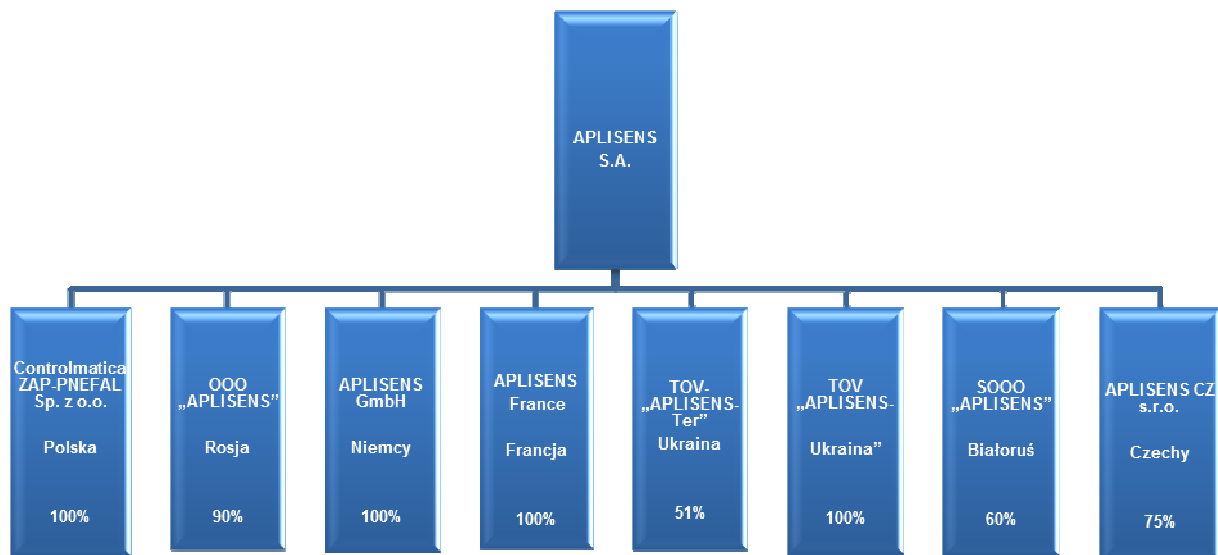 APLISENS
S.A.
Controlmatica
ZAP-PNEFAL
Sp. z o.o.
Polska
100%
OOO
„APLISENS”
Rosja
90%
APLISENS
GmbH
Niemcy
100%
APLISENS
France
Francja
100%
TOV-
„APLISENS-
Ter”
Ukraina
51%
TOV
„APLISENS-
Ukraina”
100%
SOOO
„APLISENS”
Białoruś
60%
APLISENS CZ
s.r.o.
Czechy
75%